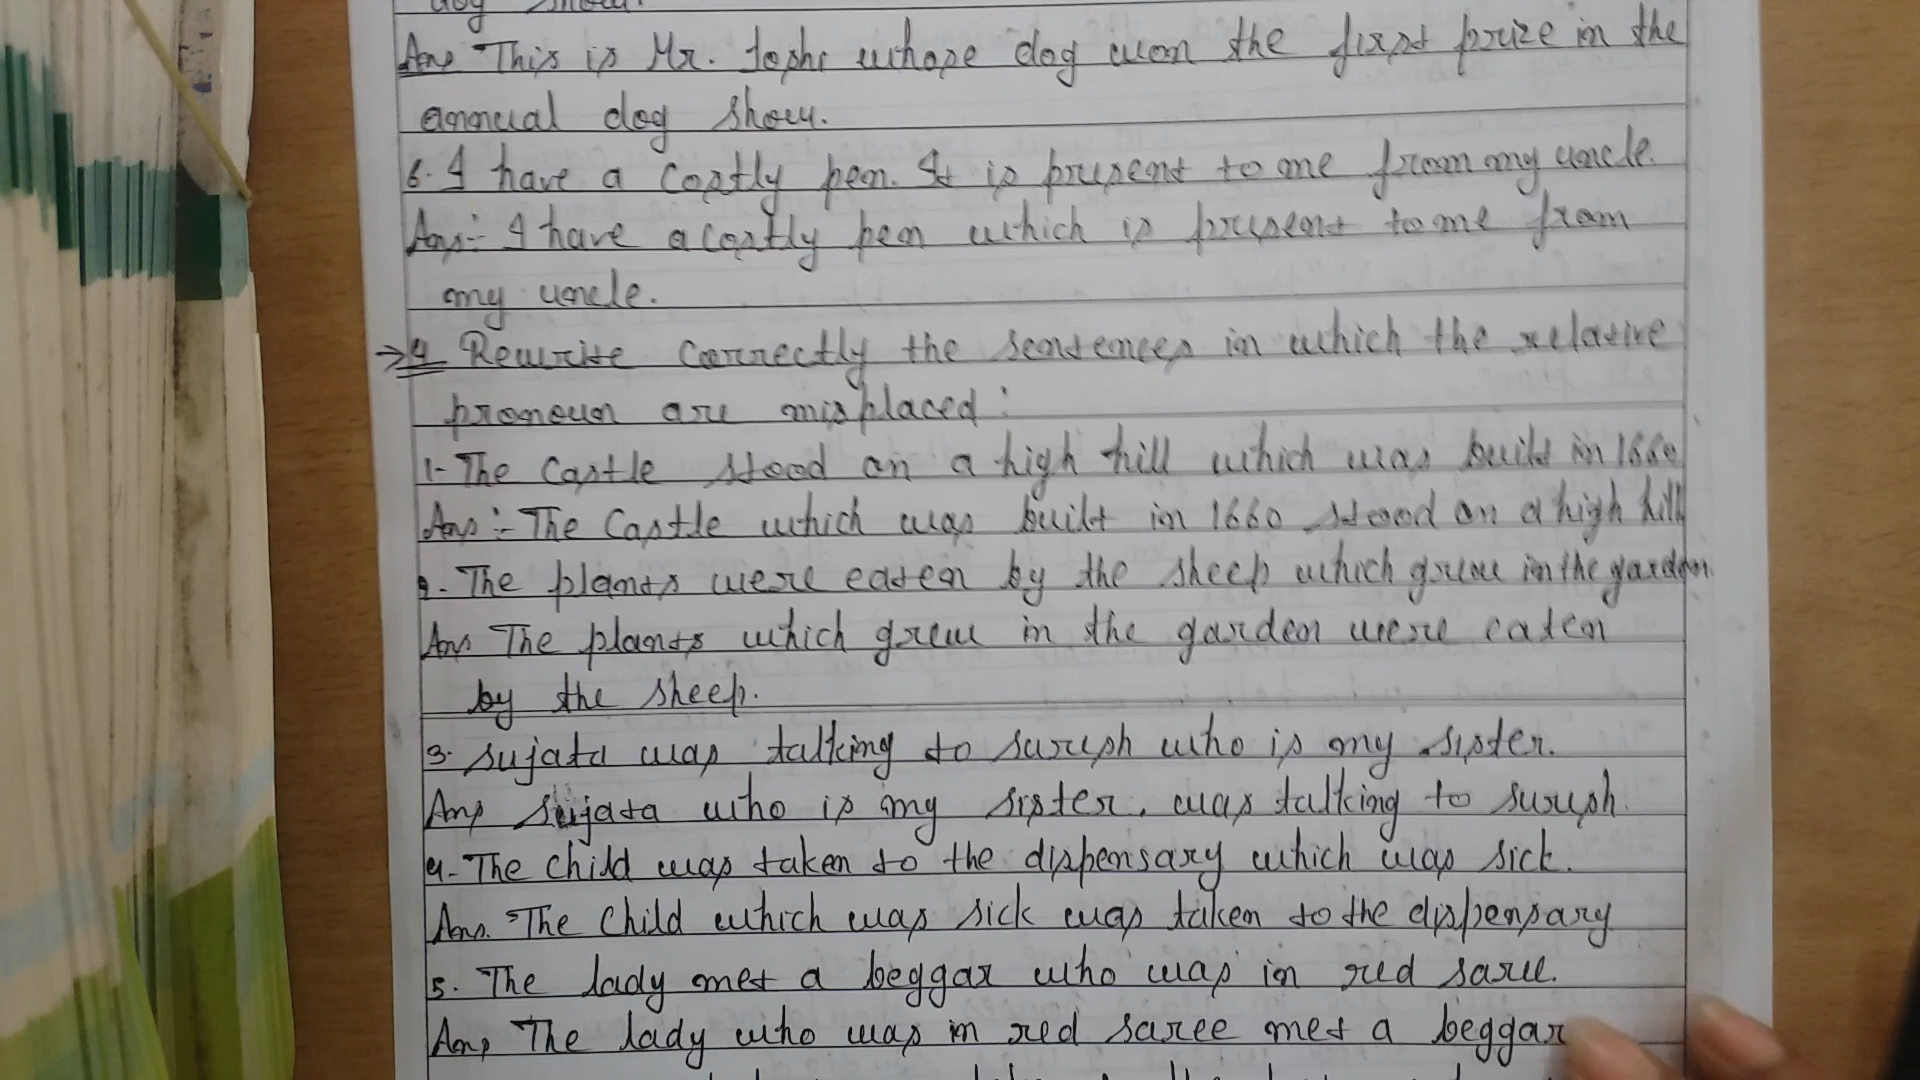 dog show.
Ans This is Mr. Joshi whose dog won the first prize in the
annual dog show.
6. I have a costly pen. It is present to me from my uncle.
Ans:- I have a costly pen which is present to me from
my uncle.
→ 9 Rewrite Correctly the sentences in which the relative
pronoun are misplaced:
1- The Castle stood on a high hill which was build in 1660
Ans:- The Castle which was built in 1660 stood on a high hill
2. The plants were eaten by the sheep which grew in the garden.
Ans The plants which grew in the garden were eaten
by the sheep.
3. Sujata was talking to suresh who is my sister.
Ans Sujata who is my sister, was talking to suresh.
4- The child was taken to the dispensary which was sick.
Ans. The child which was sick was taken to the dispensary
5. The lady met a beggar who was in red saree.
Ans The lady who was in red saree met a beggar